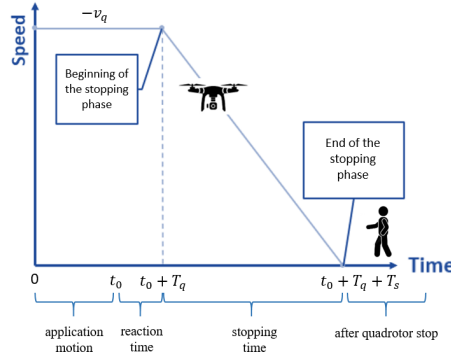 Speed
−v_q
Beginning of
the stopping
phase
End of the
stopping
phase
Time
0
t_0
t_0 + T_q
t_0 + T_q + T_s
application
motion
reaction
time
stopping
time
after quadrotor stop